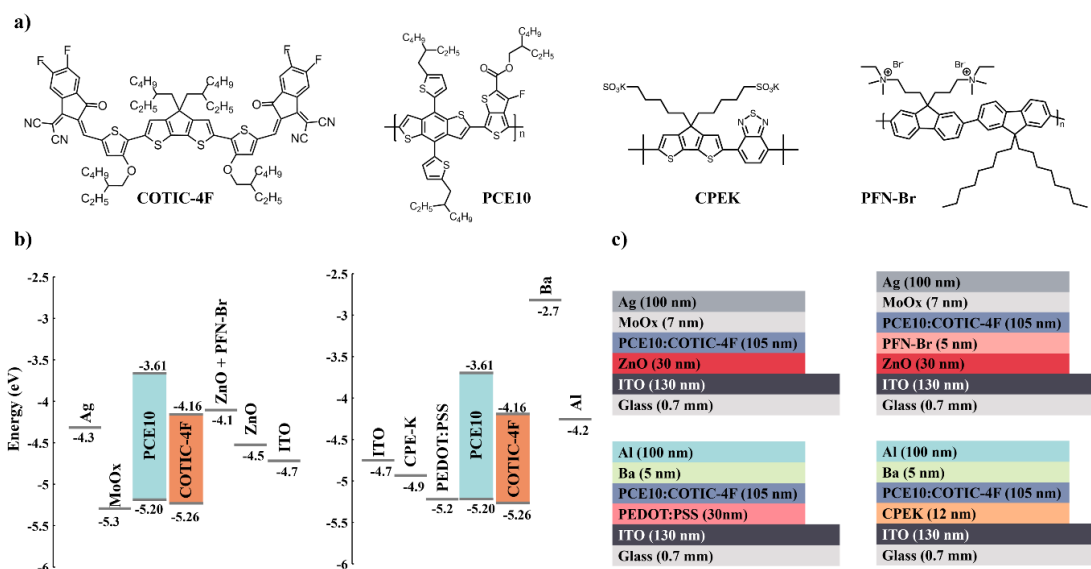 a)
F
F
C4H9
C2H5
C4H9
C2H5
F
F
O
O
NC
CN
S
S
S
S
NC
CN
O
O
C4H9
C2H5
C4H9
C2H5
COTIC-4F
C4H9
C2H5
C4H9
C2H5
O
O
S
S
F
S
S
S
S
n
C2H5
C4H9
PCE10
SO3K
SO3K
N
S
N
S
S
CPEK
Br-
N+
Br-
N+
n
PFN-Br
b)
Energy (eV)
-2.5
-3
-3.5
-4
-4.5
-5
-5.5
-6
Ag
-4.3
MoOx
-5.3
-3.61
PCE10
-5.20
-4.16
COTIC-4F
-5.26
ZnO + PFN-Br
-4.1
ZnO
-4.5
ITO
-4.7
-2.5
-3
-3.5
-4
-4.5
-5
-5.5
-6
ITO
-4.7
CPE-K
-4.9
PEDOT:PSS
-5.2
-3.61
PCE10
-5.20
-4.16
COTIC-4F
-5.26
Ba
-2.7
Al
-4.2
c)
Ag (100 nm)
MoOx (7 nm)
PCE10:COTIC-4F (105 nm)
ZnO (30 nm)
ITO (130 nm)
Glass (0.7 mm)
Ag (100 nm)
MoOx (7 nm)
PCE10:COTIC-4F (105 nm)
PFN-Br (5 nm)
ZnO (30 nm)
ITO (130 nm)
Glass (0.7 mm)
Al (100 nm)
Ba (5 nm)
PCE10:COTIC-4F (105 nm)
PEDOT:PSS (30nm)
ITO (130 nm)
Glass (0.7 mm)
Al (100 nm)
Ba (5 nm)
PCE10:COTIC-4F (105 nm)
CPEK (12 nm)
ITO (130 nm)
Glass (0.7 mm)